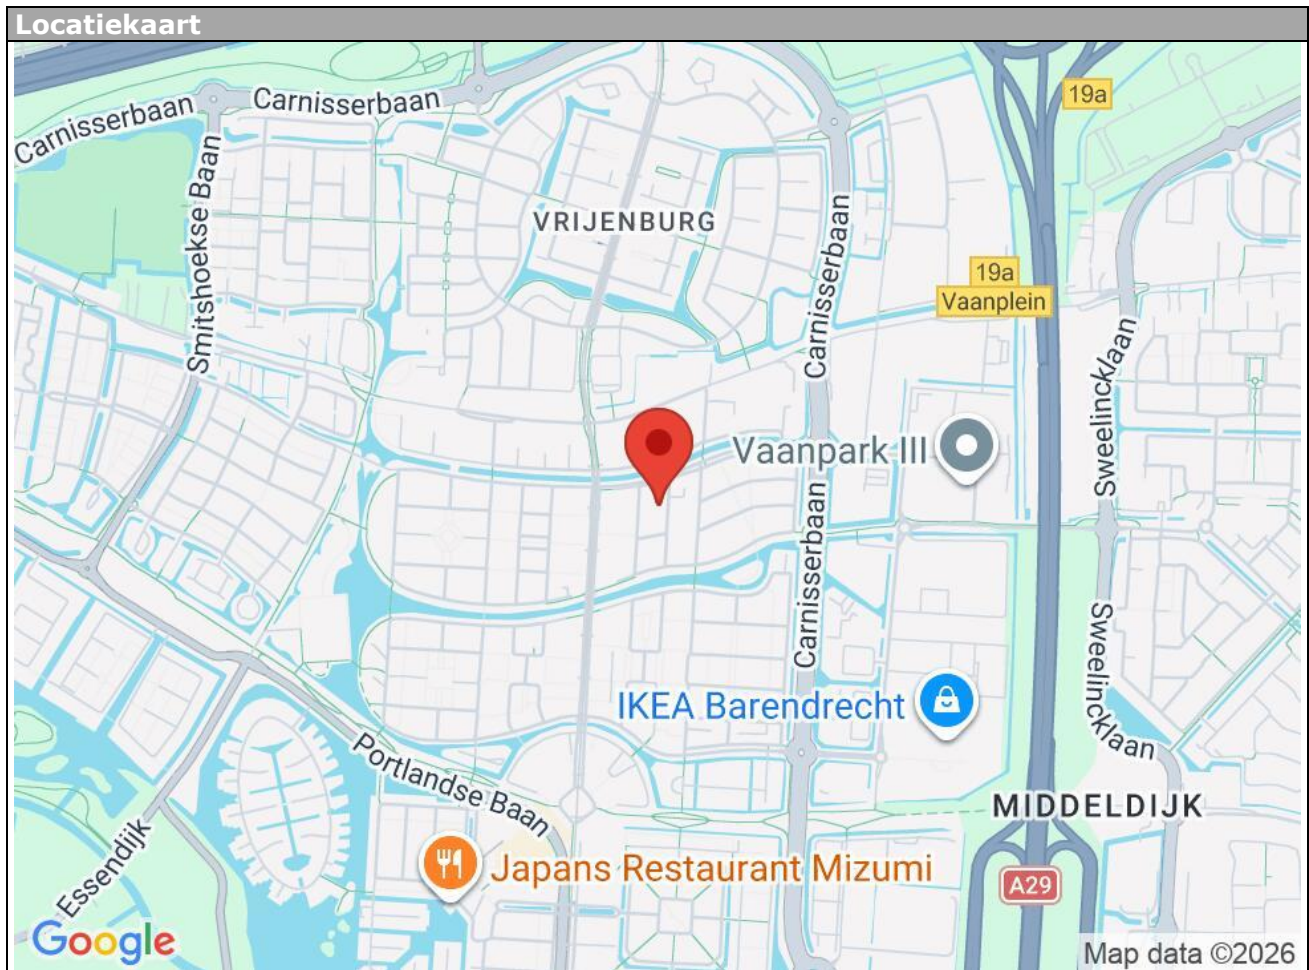 Locatiekaart
19a
Carnisserbaan
Carnisserbaan
Smitshoekse Baan
VRIJENBURG
Carnisserbaan
19a
Vaanplein
Sweelincklaan
Vaanpark III
Carnisserbaan
Sweelincklaan
IKEA Barendrecht
Portlandse Baan
MIDDELDIJK
Essendijk
Japans Restaurant Mizumi
A29
Google
Map data ©2026